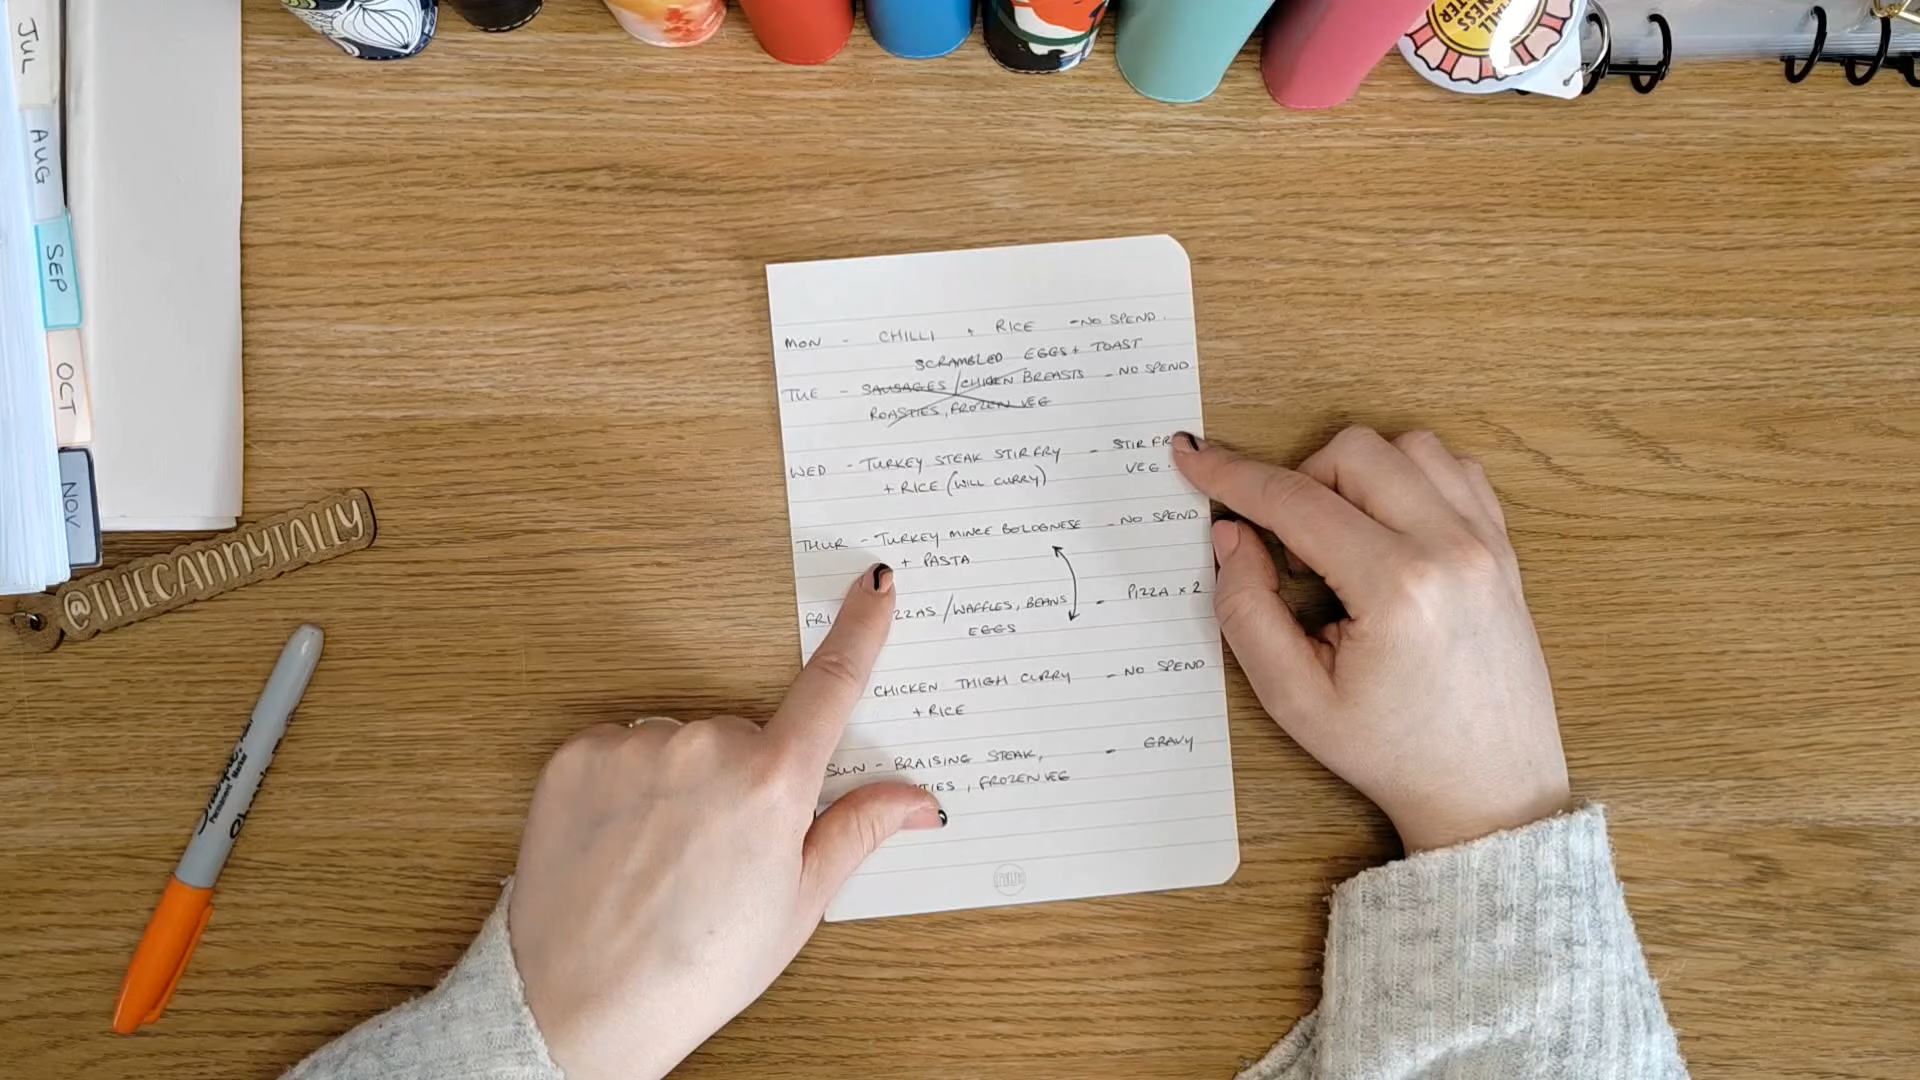 JUL
AUG
SEP
OCT
NOV
@THECANNYTALLY
MON - CHILLI + RICE - NO SPEND.
SCRAMBLED EGGS + TOAST
TUE - SAUSAGES / CHICKEN BREASTS - NO SPEND
ROASTIES, FROZEN VEG
WED - TURKEY STEAK STIRFRY - STIR FR
+ RICE (WILL CURRY) VEG.
THUR - TURKEY MINCE BOLOGNESE - NO SPEND
+ PASTA
FRI ZZAS / WAFFLES, BEANS - PIZZA x 2
EGGS
CHICKEN THIGH CURRY - NO SPEND
+ RICE
SUN - BRAISING STEAK, - GRAVY
TIES, FROZEN VEG
Sharpie